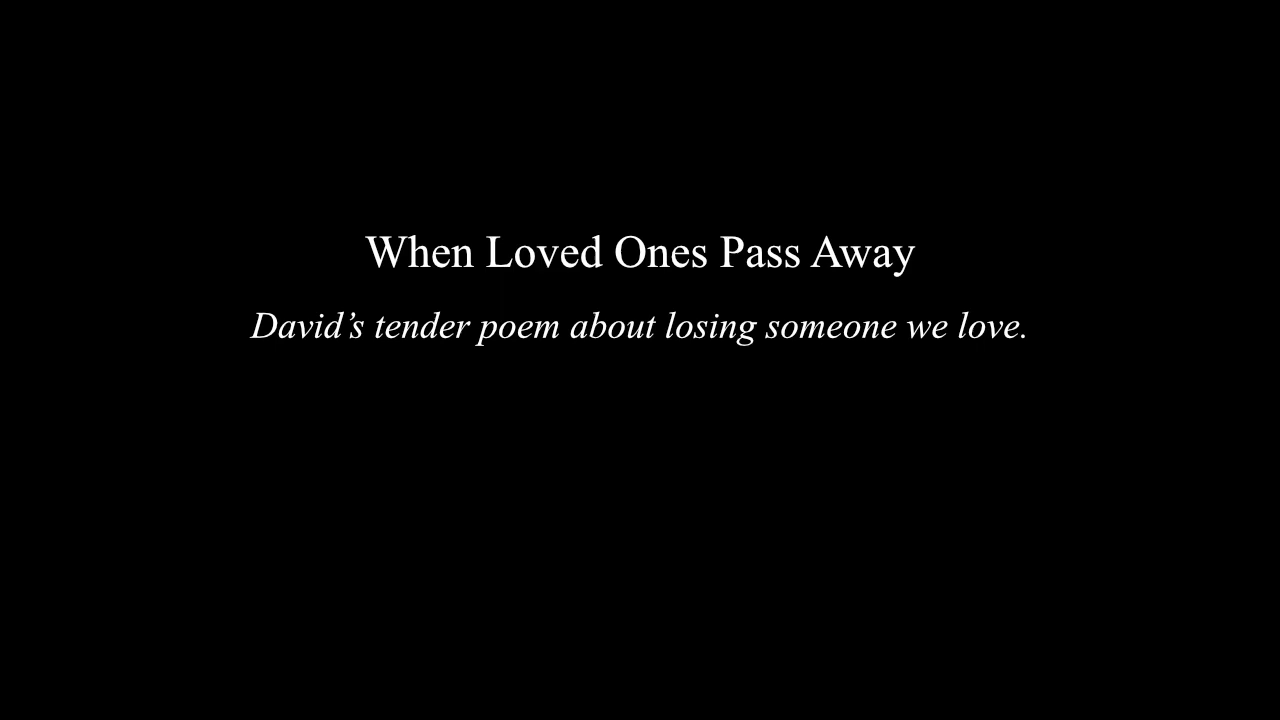 When Loved Ones Pass Away
David’s tender poem about losing someone we love.